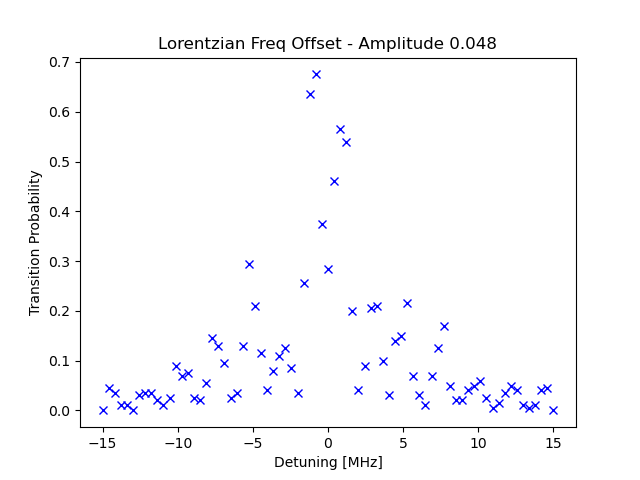 Lorentzian Freq Offset - Amplitude 0.048
Transition Probability
0.7
0.6
0.5
0.4
0.3
0.2
0.1
0.0
−15 −10 −5 0 5 10 15
Detuning [MHz]